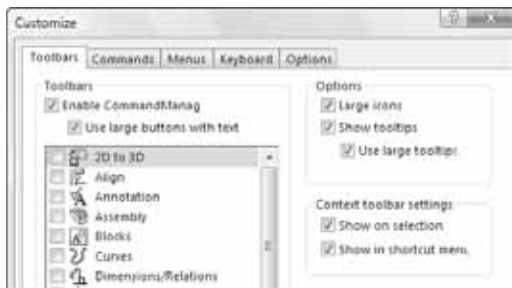 Customize
Toolbars Commands Menus Keyboard Options
Toolbars
Enable CommandManag
Use large buttons with text
2D to 3D
Align
Annotation
Assembly
Blocks
Curves
Dimensions/Relations
Options
Large icons
Show tooltips
Use large tooltips
Context toolbar settings
Show on selection
Show in shortcut menu